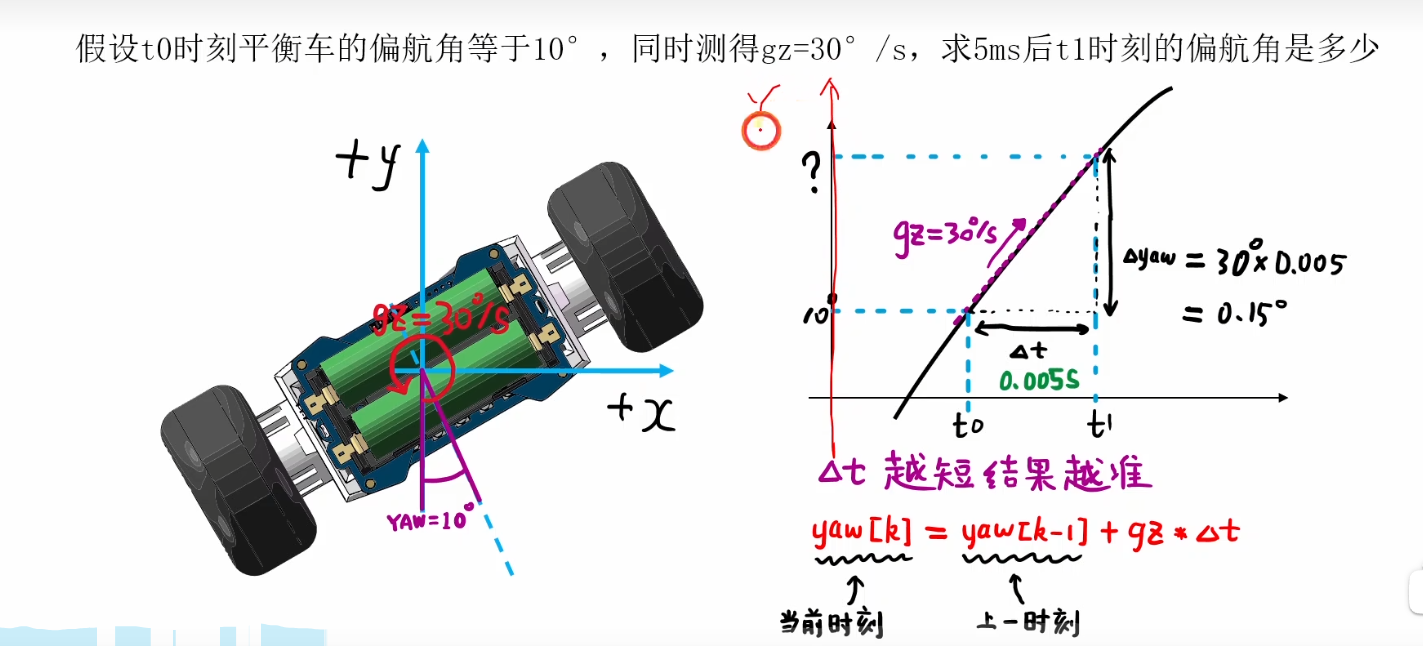 假设t0时刻平衡车的偏航角等于10°，同时测得gz=30°/s，求5ms后t1时刻的偏航角是多少
+y
gz=30°/s
+x
YAW=10°
y
?
gz=30°/s
Δyaw = 30°×0.005
= 0.15°
10°
Δt
0.005s
t0
t1
Δt 越短结果越准
yaw[k] = yaw[k-1] + gz * Δt
当前时刻
上一时刻